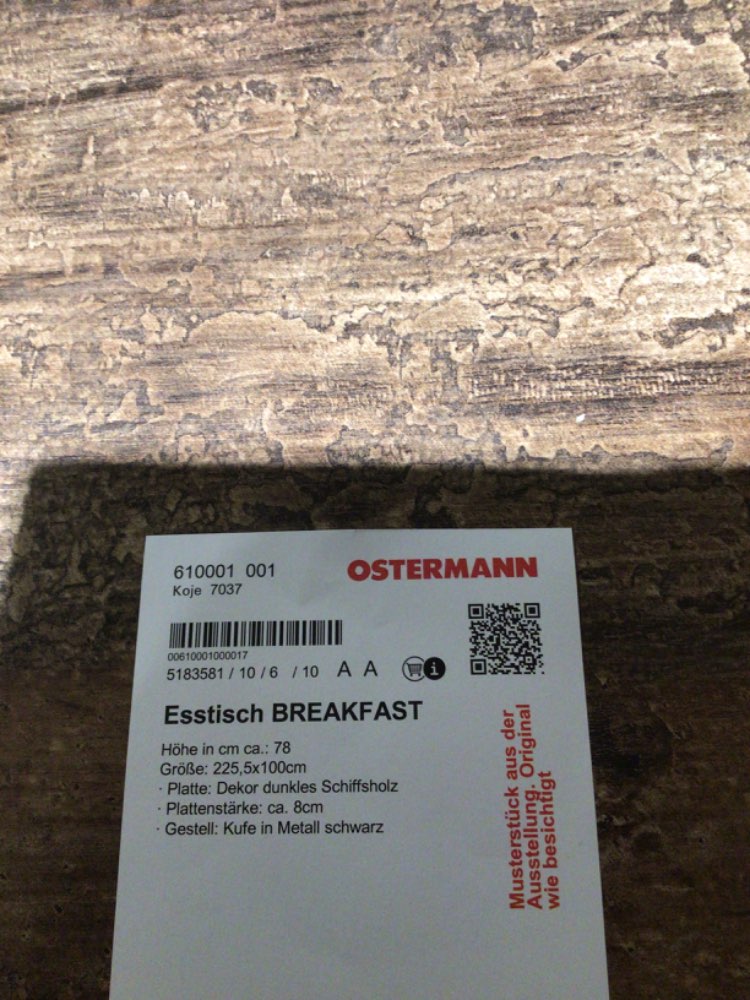 610001 001
OSTERMANN
Koje 7037
00610001000017
5183581 / 10 / 6 / 10 A A
Esstisch BREAKFAST
Höhe in cm ca.: 78
Größe: 225,5x100cm
· Platte: Dekor dunkles Schiffsholz
· Plattenstärke: ca. 8cm
· Gestell: Kufe in Metall schwarz
Musterstück aus der
Ausstellung. Original
wie besichtigt